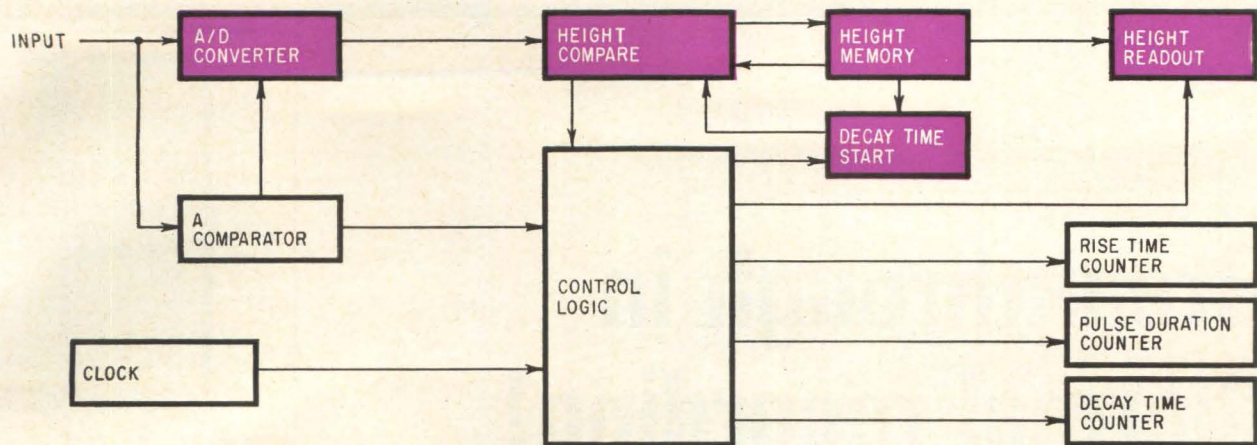 INPUT
A/D
CONVERTER
HEIGHT
COMPARE
HEIGHT
MEMORY
HEIGHT
READOUT
DECAY TIME
START
A
COMPARATOR
CONTROL
LOGIC
RISE TIME
COUNTER
PULSE DURATION
COUNTER
CLOCK
DECAY TIME
COUNTER